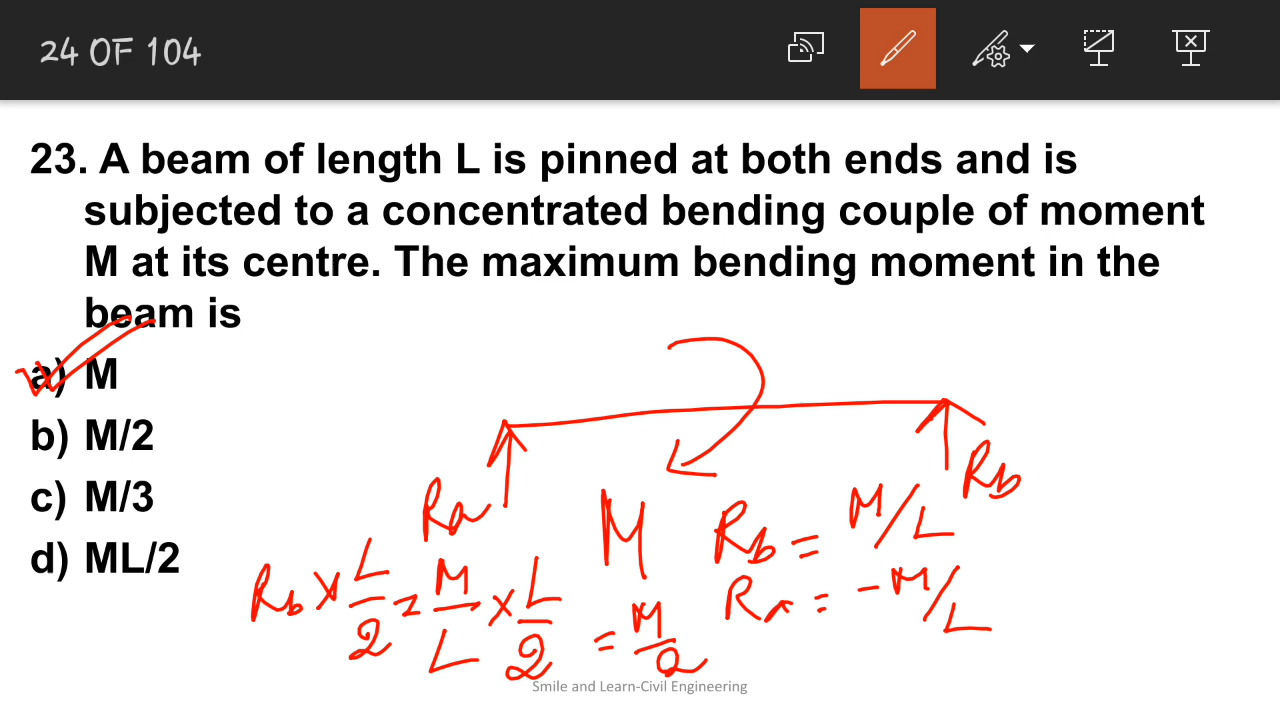 24 OF 104
23. A beam of length L is pinned at both ends and is
subjected to a concentrated bending couple of moment
M at its centre. The maximum bending moment in the
beam is
a) M
b) M/2
c) M/3
d) ML/2
Ra
Rb
M
Rb = M/L
Ra = -M/L
Rb x L/2 = M/L x L/2 = M/2
Smile and Learn-Civil Engineering